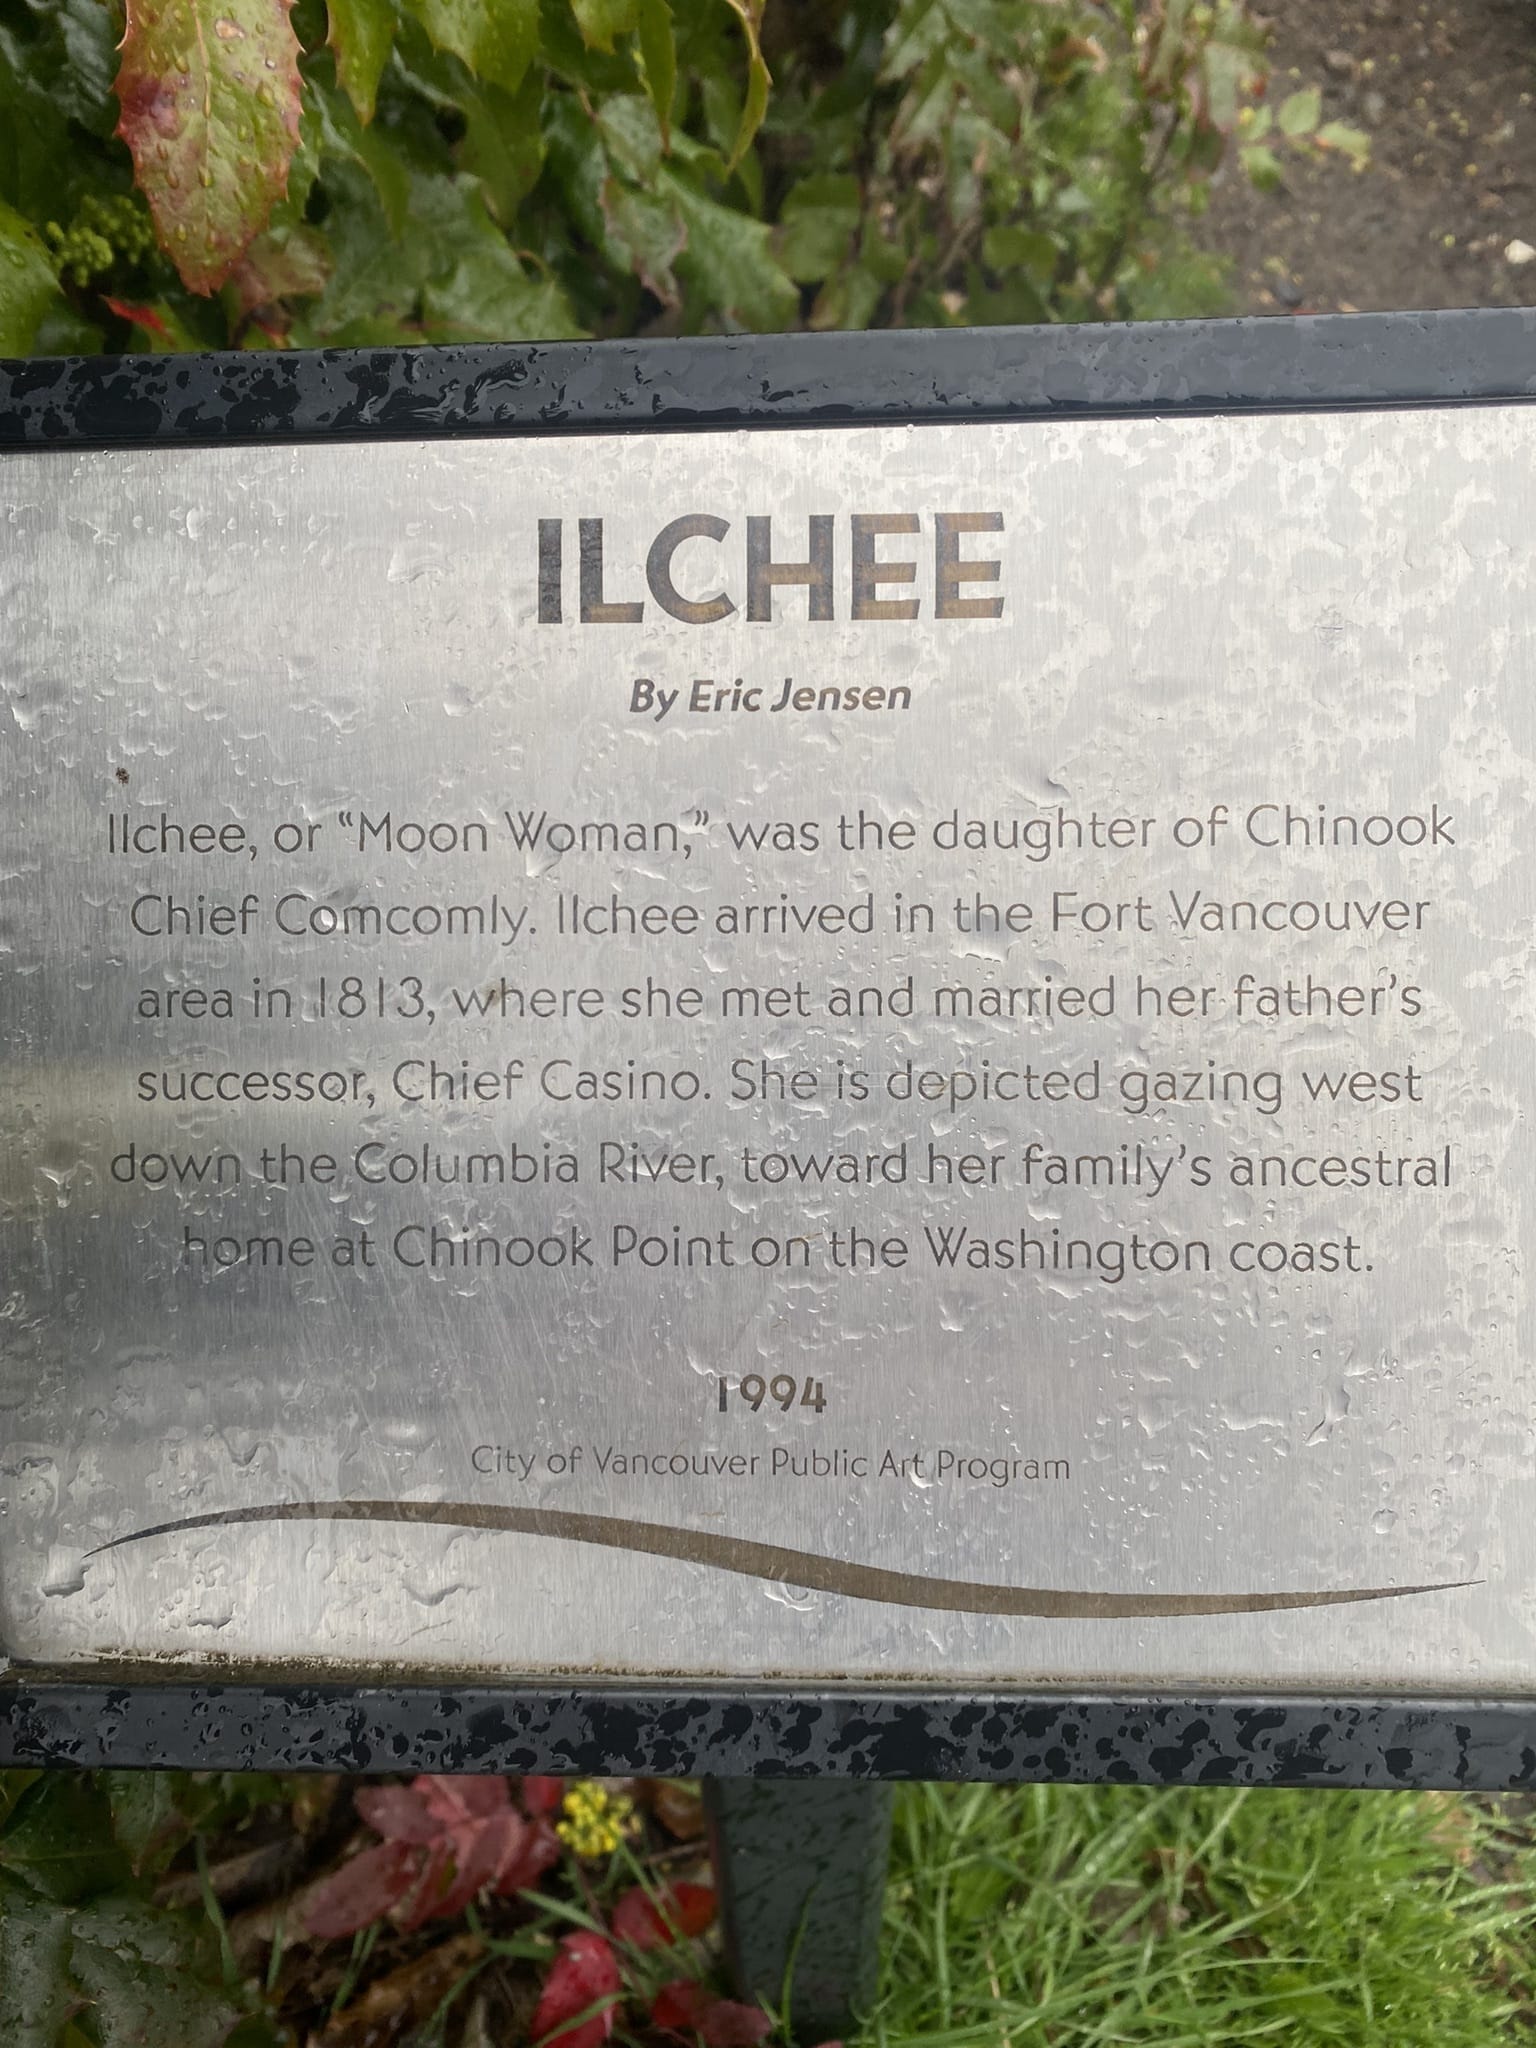 ILCHEE
By Eric Jensen
Ilchee, or “Moon Woman,” was the daughter of Chinook
Chief Comcomly. Ilchee arrived in the Fort Vancouver
area in 1813, where she met and married her father’s
successor, Chief Casino. She is depicted gazing west
down the Columbia River, toward her family’s ancestral
home at Chinook Point on the Washington coast.
1994
City of Vancouver Public Art Program